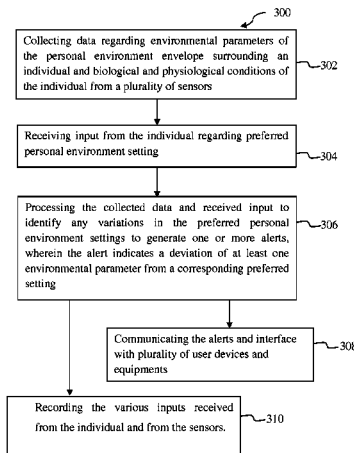 300
Collecting data regarding environmental parameters of
the personal environment envelope surrounding an
individual and biological and physiological conditions of
the individual from a plurality of sensors
302
Receiving input from the individual regarding preferred
personal environment setting
304
Processing the collected data and received input to
identify any variations in the preferred personal
environment settings to generate one or more alerts,
wherein the alert indicates a deviation of at least one
environmental parameter from a corresponding preferred
setting
306
Communicating the alerts and interface
with plurality of user devices and
equipments
308
Recording the various inputs received
from the individual and from the sensors.
310